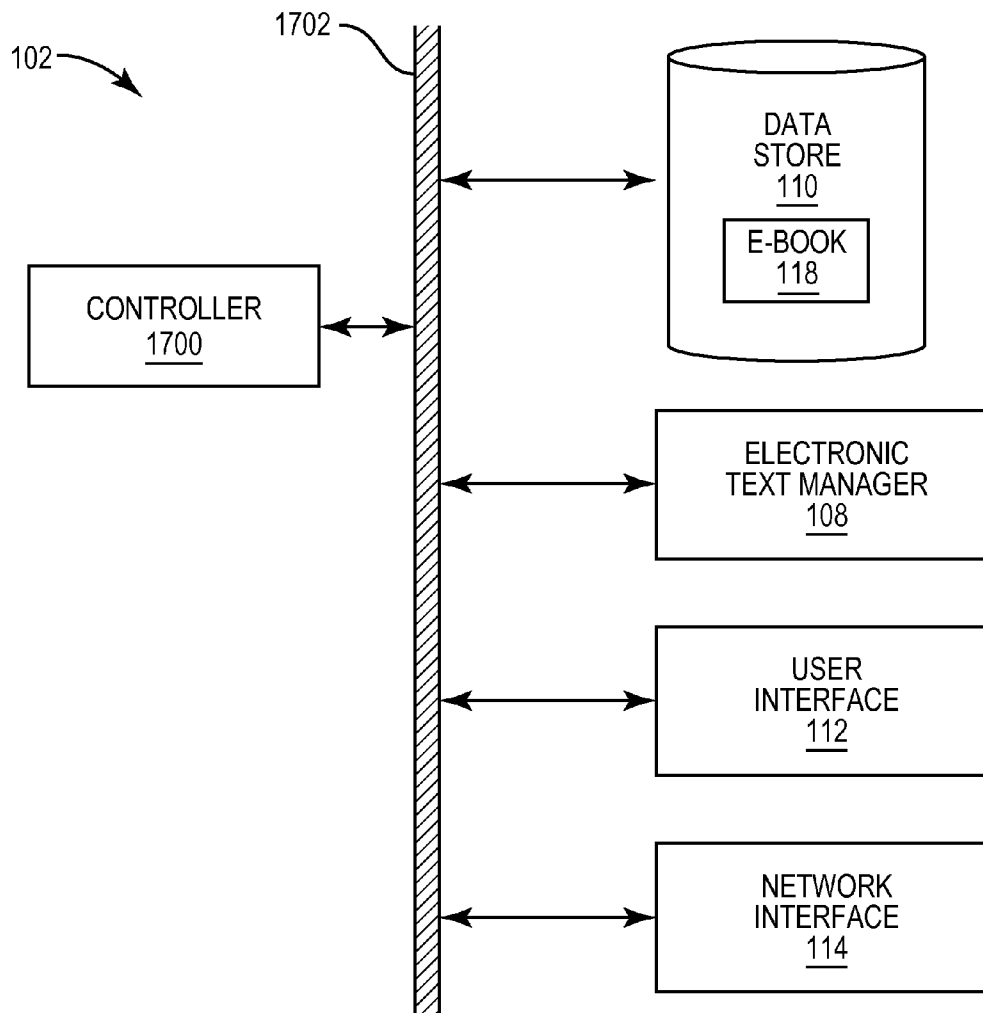 1702
102
DATA
STORE
110
E-BOOK
118
CONTROLLER
1700
ELECTRONIC
TEXT MANAGER
108
USER
INTERFACE
112
NETWORK
INTERFACE
114